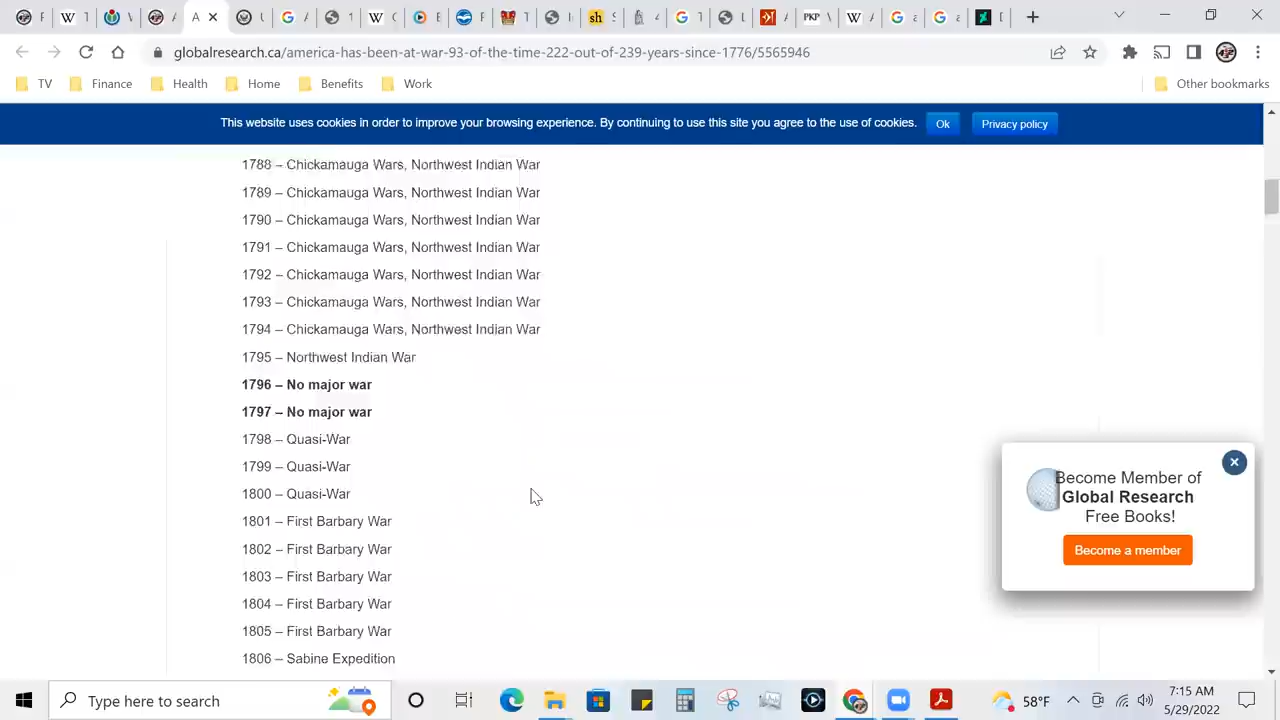 globalresearch.ca/america-has-been-at-war-93-of-the-time-222-out-of-239-years-since-1776/5565946
TV Finance Health Home Benefits Work Other bookmarks
This website uses cookies in order to improve your browsing experience. By continuing to use this site you agree to the use of cookies. Ok Privacy policy
1788 – Chickamauga Wars, Northwest Indian War
1789 – Chickamauga Wars, Northwest Indian War
1790 – Chickamauga Wars, Northwest Indian War
1791 – Chickamauga Wars, Northwest Indian War
1792 – Chickamauga Wars, Northwest Indian War
1793 – Chickamauga Wars, Northwest Indian War
1794 – Chickamauga Wars, Northwest Indian War
1795 – Northwest Indian War
1796 – No major war
1797 – No major war
1798 – Quasi-War
1799 – Quasi-War
1800 – Quasi-War
1801 – First Barbary War
1802 – First Barbary War
1803 – First Barbary War
1804 – First Barbary War
1805 – First Barbary War
1806 – Sabine Expedition
Become Member of
Global Research
Free Books!
Become a member
Type here to search
58°F
7:15 AM
5/29/2022